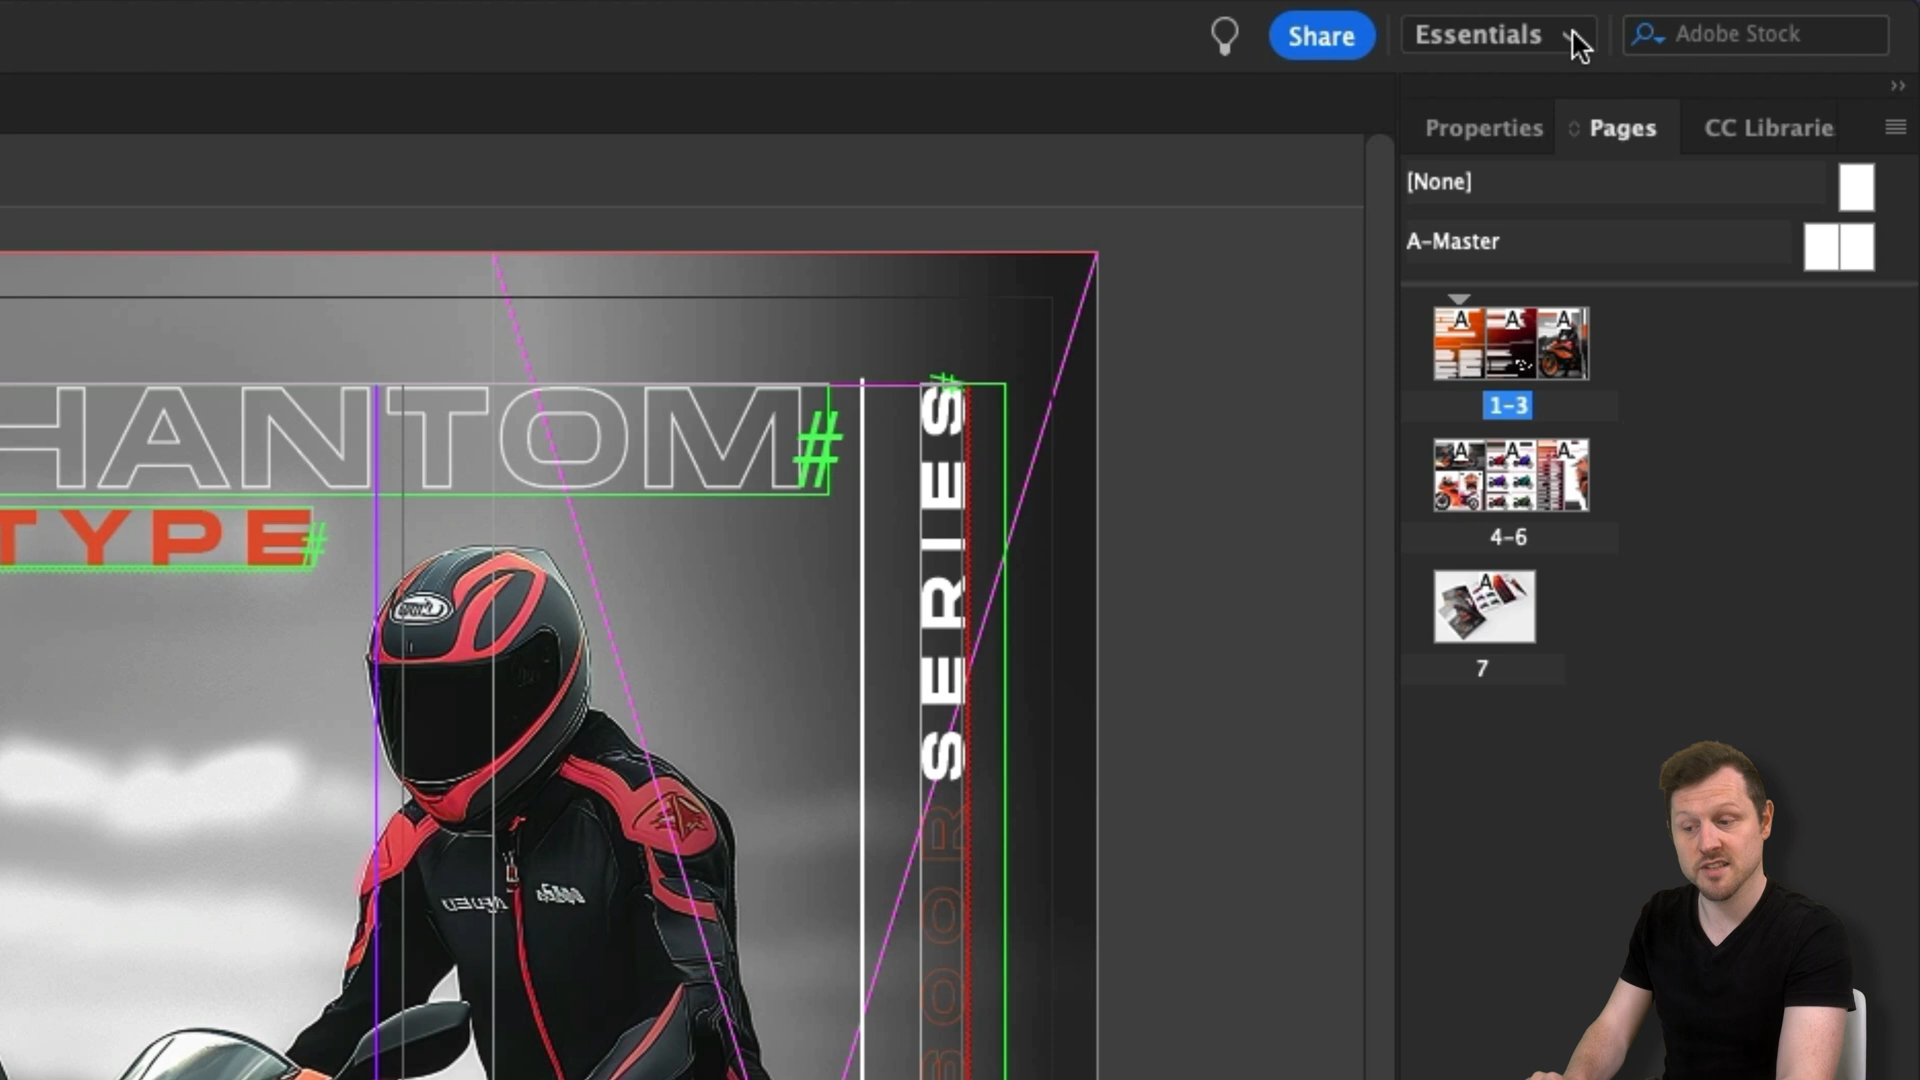 Share
Essentials
Adobe Stock
Properties
Pages
CC Librarie
[None]
A-Master
A A A
1-3
A A A
4-6
A
7
HANTOM#
TYPE#
SERIES#